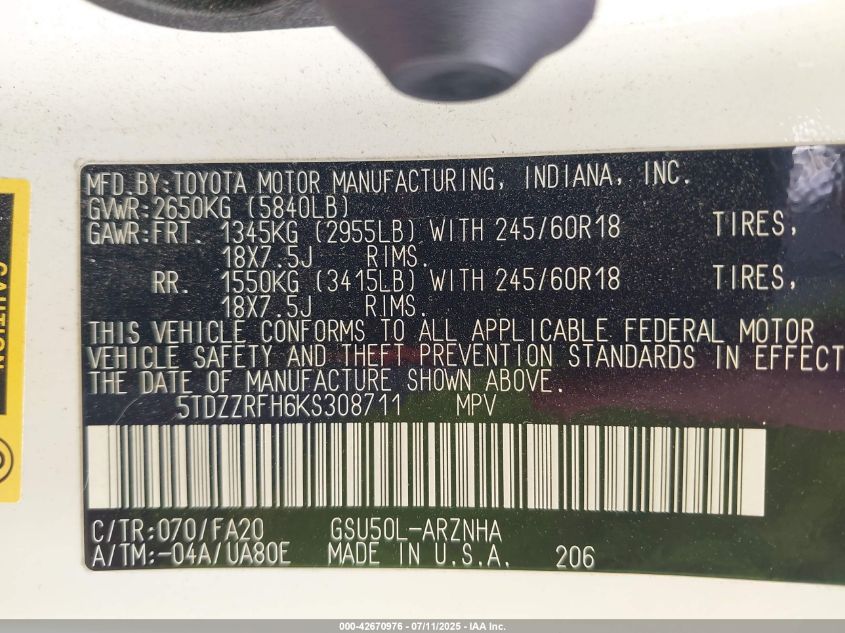 MFD.BY:TOYOTA MOTOR MANUFACTURING, INDIANA, INC.
GVWR:2650KG (5840LB)
GAWR:FRT. 1345KG (2955LB) WITH 245/60R18 TIRES,
18X7.5J RIMS.
RR. 1550KG (3415LB) WITH 245/60R18 TIRES,
18X7.5J RIMS.
THIS VEHICLE CONFORMS TO ALL APPLICABLE FEDERAL MOTOR
VEHICLE SAFETY AND THEFT PREVENTION STANDARDS IN EFFECT
THE DATE OF MANUFACTURE SHOWN ABOVE.
5TDZZRFH6KS308711 MPV
C/TR:070/FA20 GSU50L-ARZNHA
A/TM:-04A/UA80E MADE IN U.S.A. 206
CAUTION
000-42670976 - 07/11/2025 - IAA Inc.